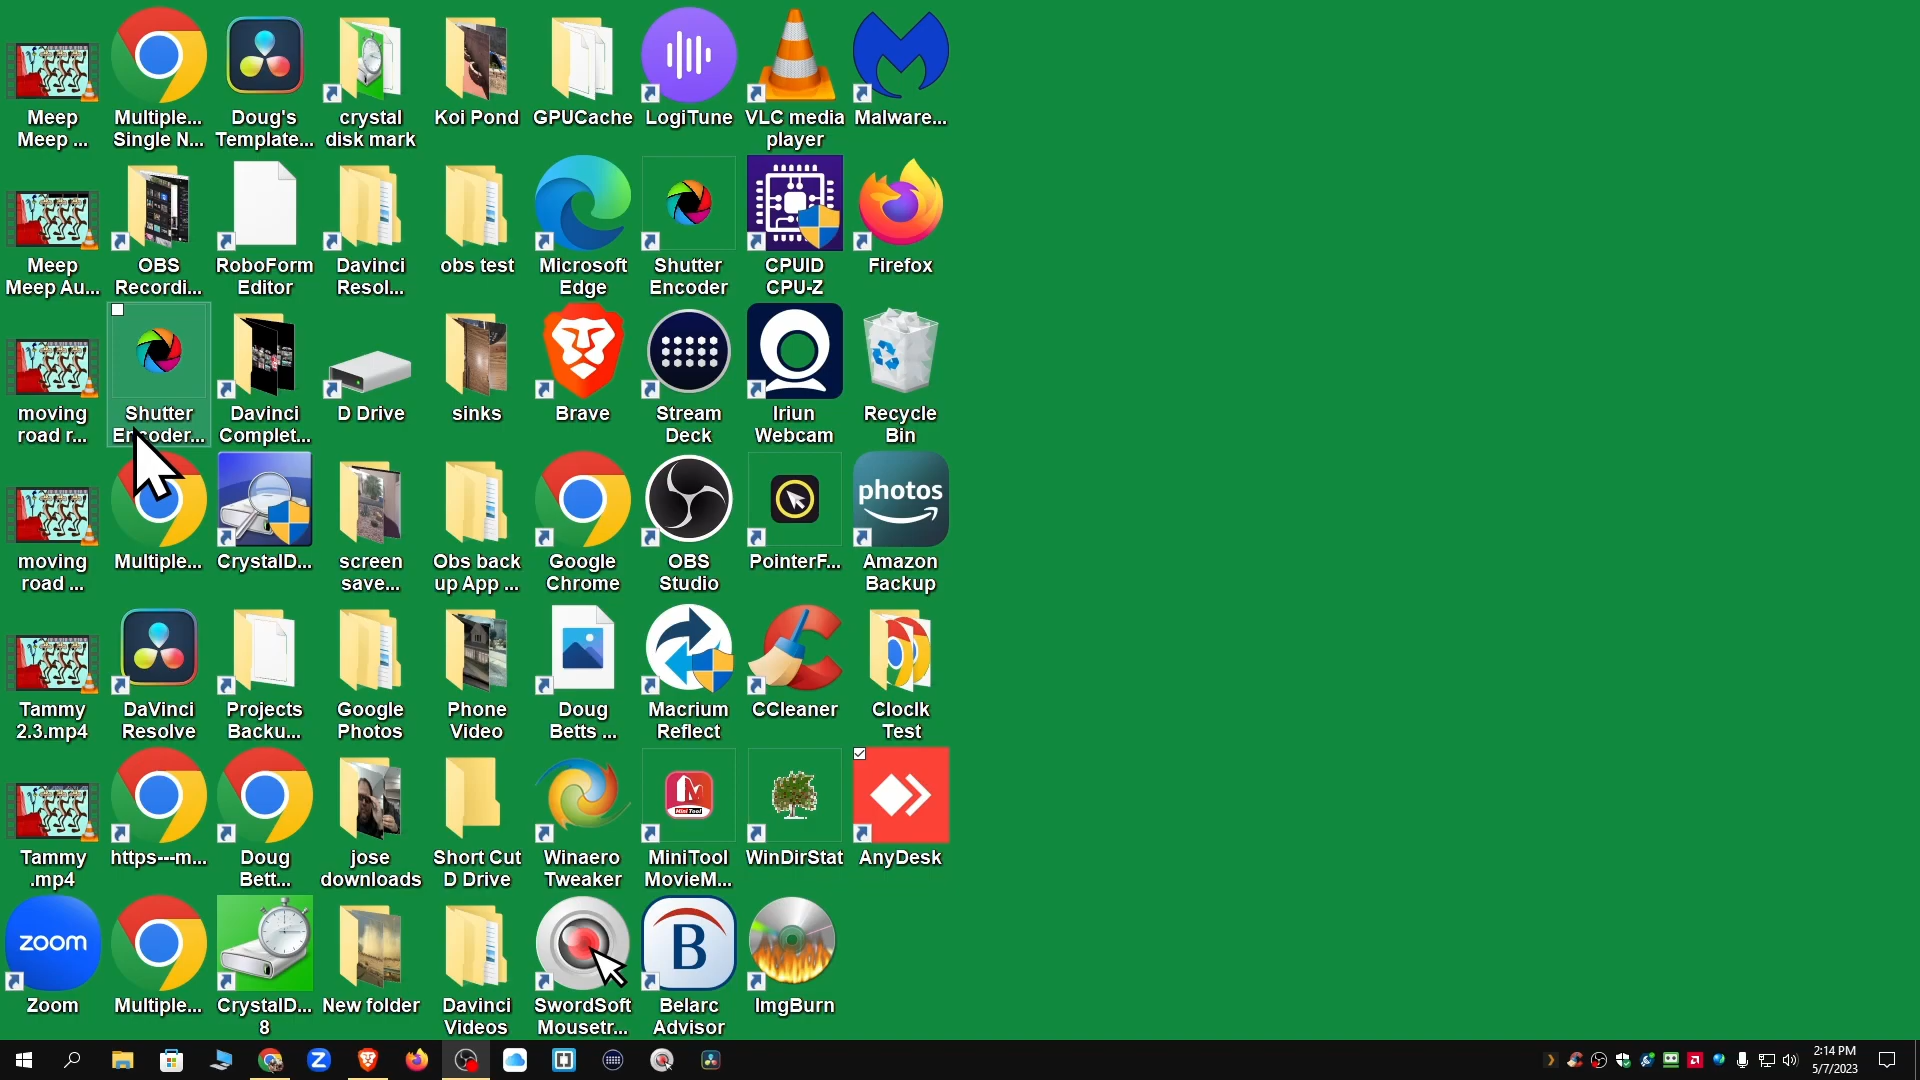 Meep
Meep ...
Multiple...
Single N...
Doug's
Template...
crystal
disk mark
Koi Pond
GPUCache
LogiTune
VLC media
player
Malware...
Meep
Meep Au...
OBS
Recordi...
RoboForm
Editor
Davinci
Resol...
obs test
Microsoft
Edge
Shutter
Encoder
CPUID
CPU-Z
Firefox
moving
road r...
Shutter
Encoder...
Davinci
Complet...
D Drive
sinks
Brave
Stream
Deck
Iriun
Webcam
Recycle
Bin
moving
road ...
Multiple...
CrystalD...
screen
save...
Obs back
up App ...
Google
Chrome
OBS
Studio
PointerF...
photos
Amazon
Backup
Tammy
2.3.mp4
DaVinci
Resolve
Projects
Backu...
Google
Photos
Phone
Video
Doug
Betts ...
Macrium
Reflect
CCleaner
Cloclk
Test
Tammy
.mp4
https---m...
Doug
Bett...
jose
downloads
Short Cut
D Drive
Winaero
Tweaker
Mini Tool
MiniTool
MovieM...
WinDirStat
AnyDesk
zoom
Zoom
Multiple...
CrystalD...
8
New folder
Davinci
Videos
SwordSoft
Mousetr...
B
Belarc
Advisor
ImgBurn
2:14 PM
5/7/2023